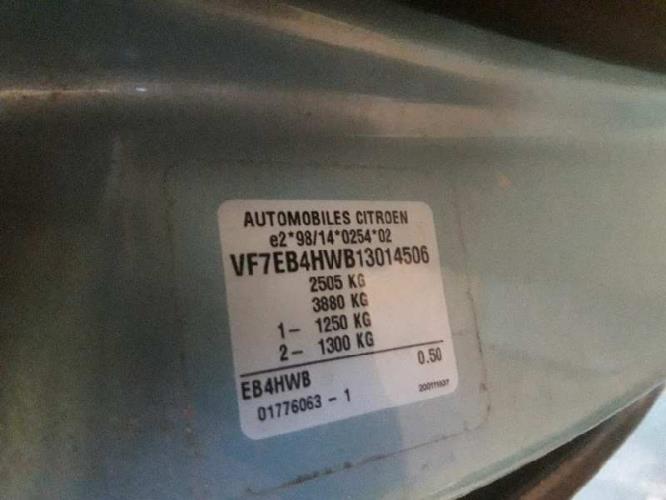 AUTOMOBILES CITROEN
e2*98/14*0254*02
VF7EB4HWB13014506
2505 KG
3880 KG
1- 1250 KG
2- 1300 KG
EB4HWB 0.50
01776063 - 1